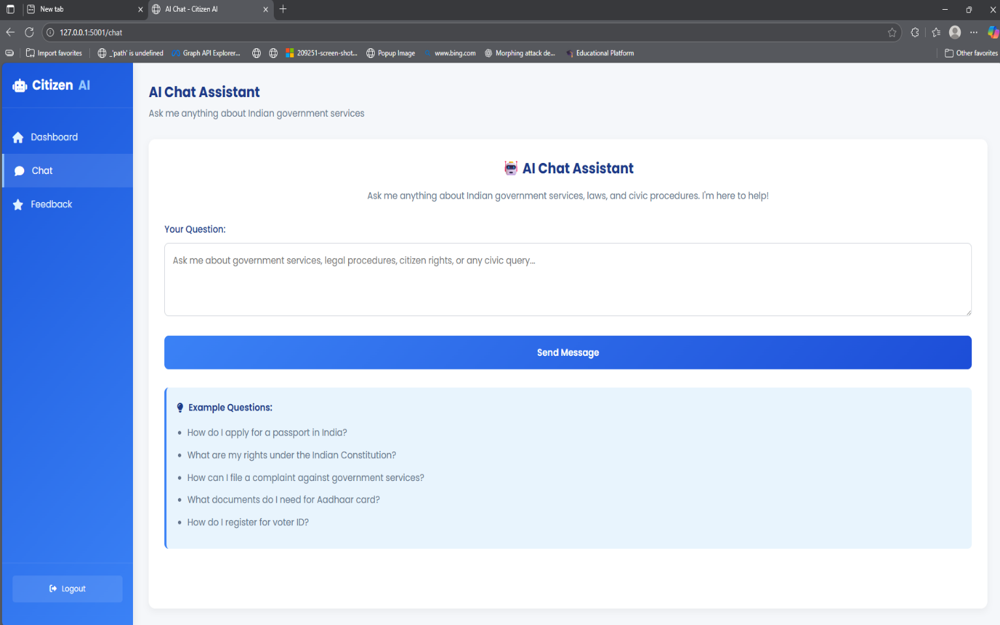 New tab
AI Chat - Citizen AI
127.0.0.1:5001/chat
Import favorites
_'path' is undefined
Graph API Explorer...
209251-screen-shot...
Popup Image
www.bing.com
Morphing attack de...
Educational Platform
Other favorites
Citizen AI
Dashboard
Chat
Feedback
Logout
AI Chat Assistant
Ask me anything about Indian government services
AI Chat Assistant
Ask me anything about Indian government services, laws, and civic procedures. I'm here to help!
Your Question:
Ask me about government services, legal procedures, citizen rights, or any civic query...
Send Message
Example Questions:
• How do I apply for a passport in India?
• What are my rights under the Indian Constitution?
• How can I file a complaint against government services?
• What documents do I need for Aadhaar card?
• How do I register for voter ID?